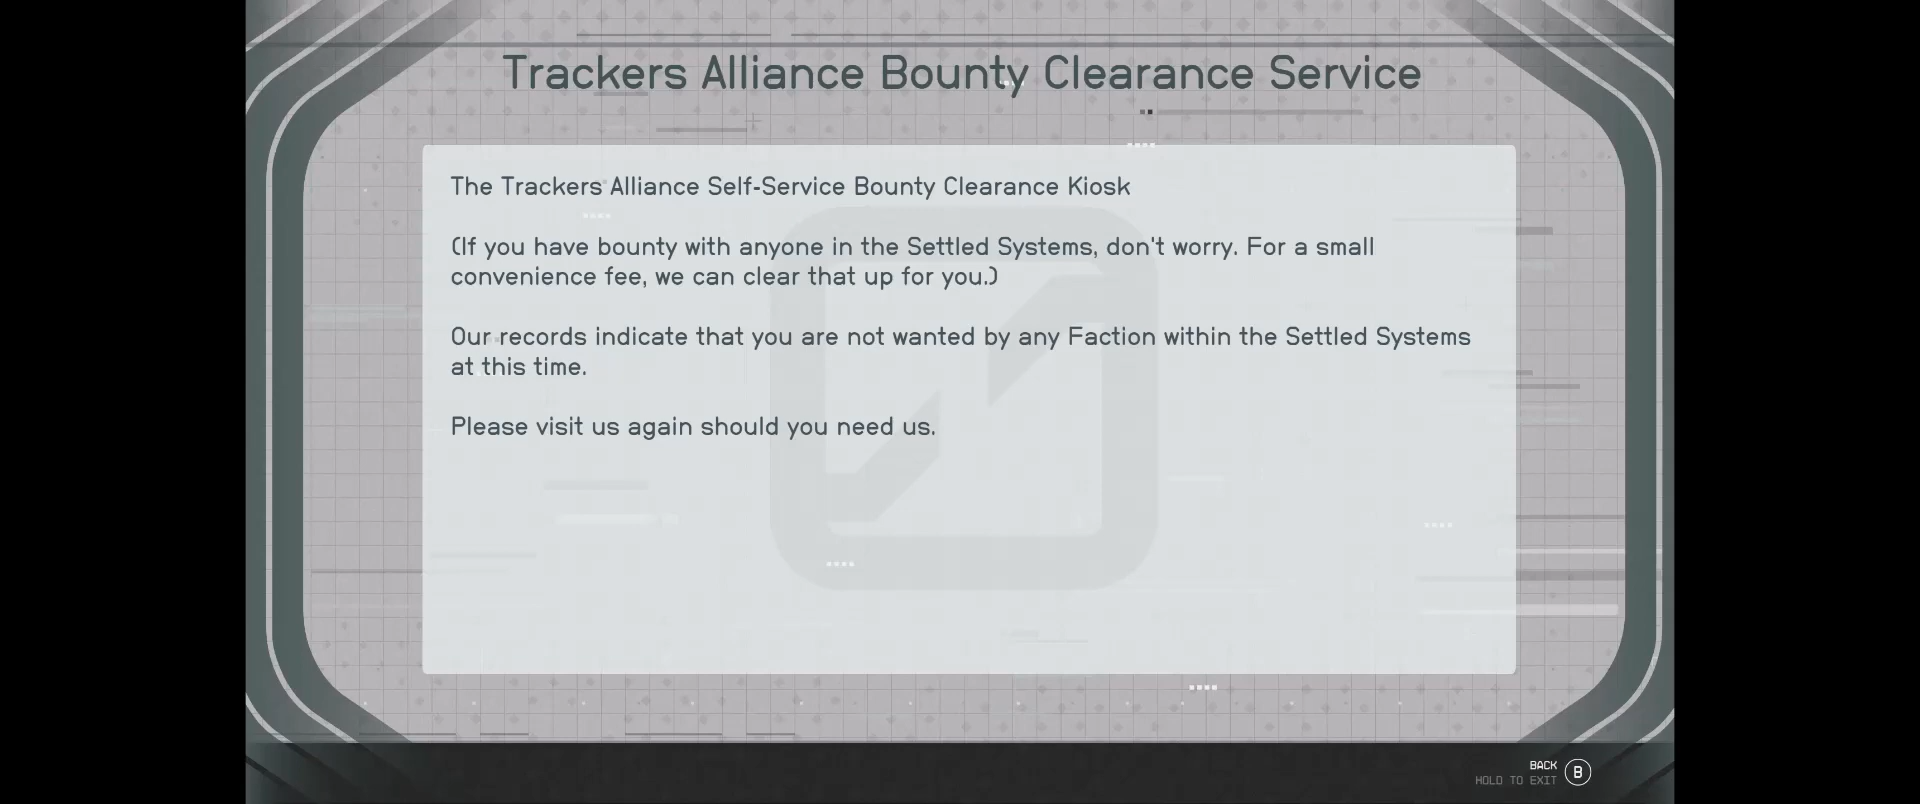 Trackers Alliance Bounty Clearance Service
The Trackers Alliance Self-Service Bounty Clearance Kiosk
(If you have bounty with anyone in the Settled Systems, don't worry. For a small
convenience fee, we can clear that up for you.)
Our records indicate that you are not wanted by any Faction within the Settled Systems
at this time.
Please visit us again should you need us.
BACK
HOLD TO EXIT
B